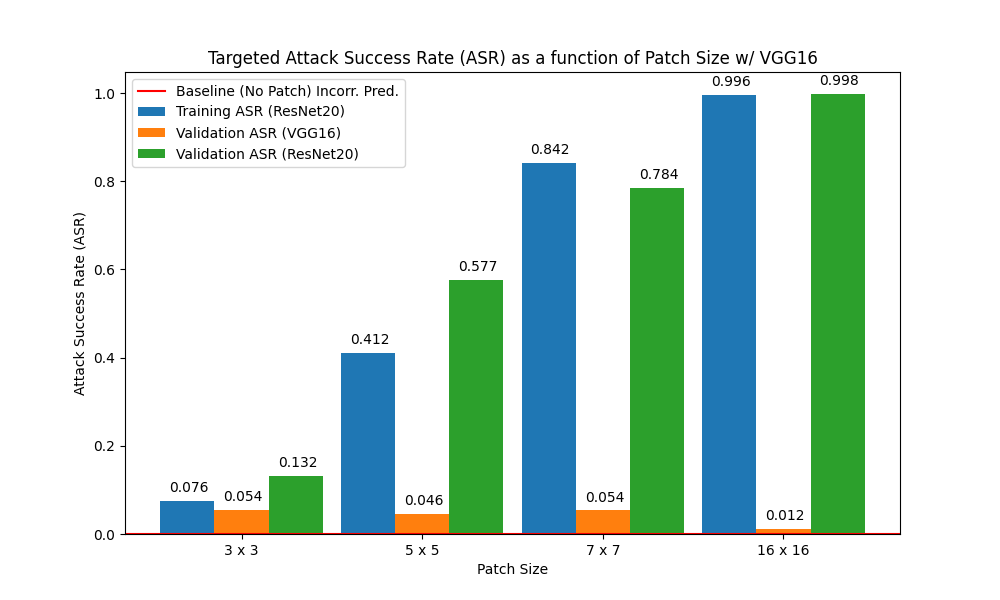 Targeted Attack Success Rate (ASR) as a function of Patch Size w/ VGG16
Baseline (No Patch) Incorr. Pred.
Training ASR (ResNet20)
Validation ASR (VGG16)
Validation ASR (ResNet20)
Attack Success Rate (ASR)
1.0
0.8
0.6
0.4
0.2
0.0
0.076
0.054
0.132
0.412
0.046
0.577
0.842
0.054
0.784
0.996
0.012
0.998
3 x 3
5 x 5
7 x 7
16 x 16
Patch Size